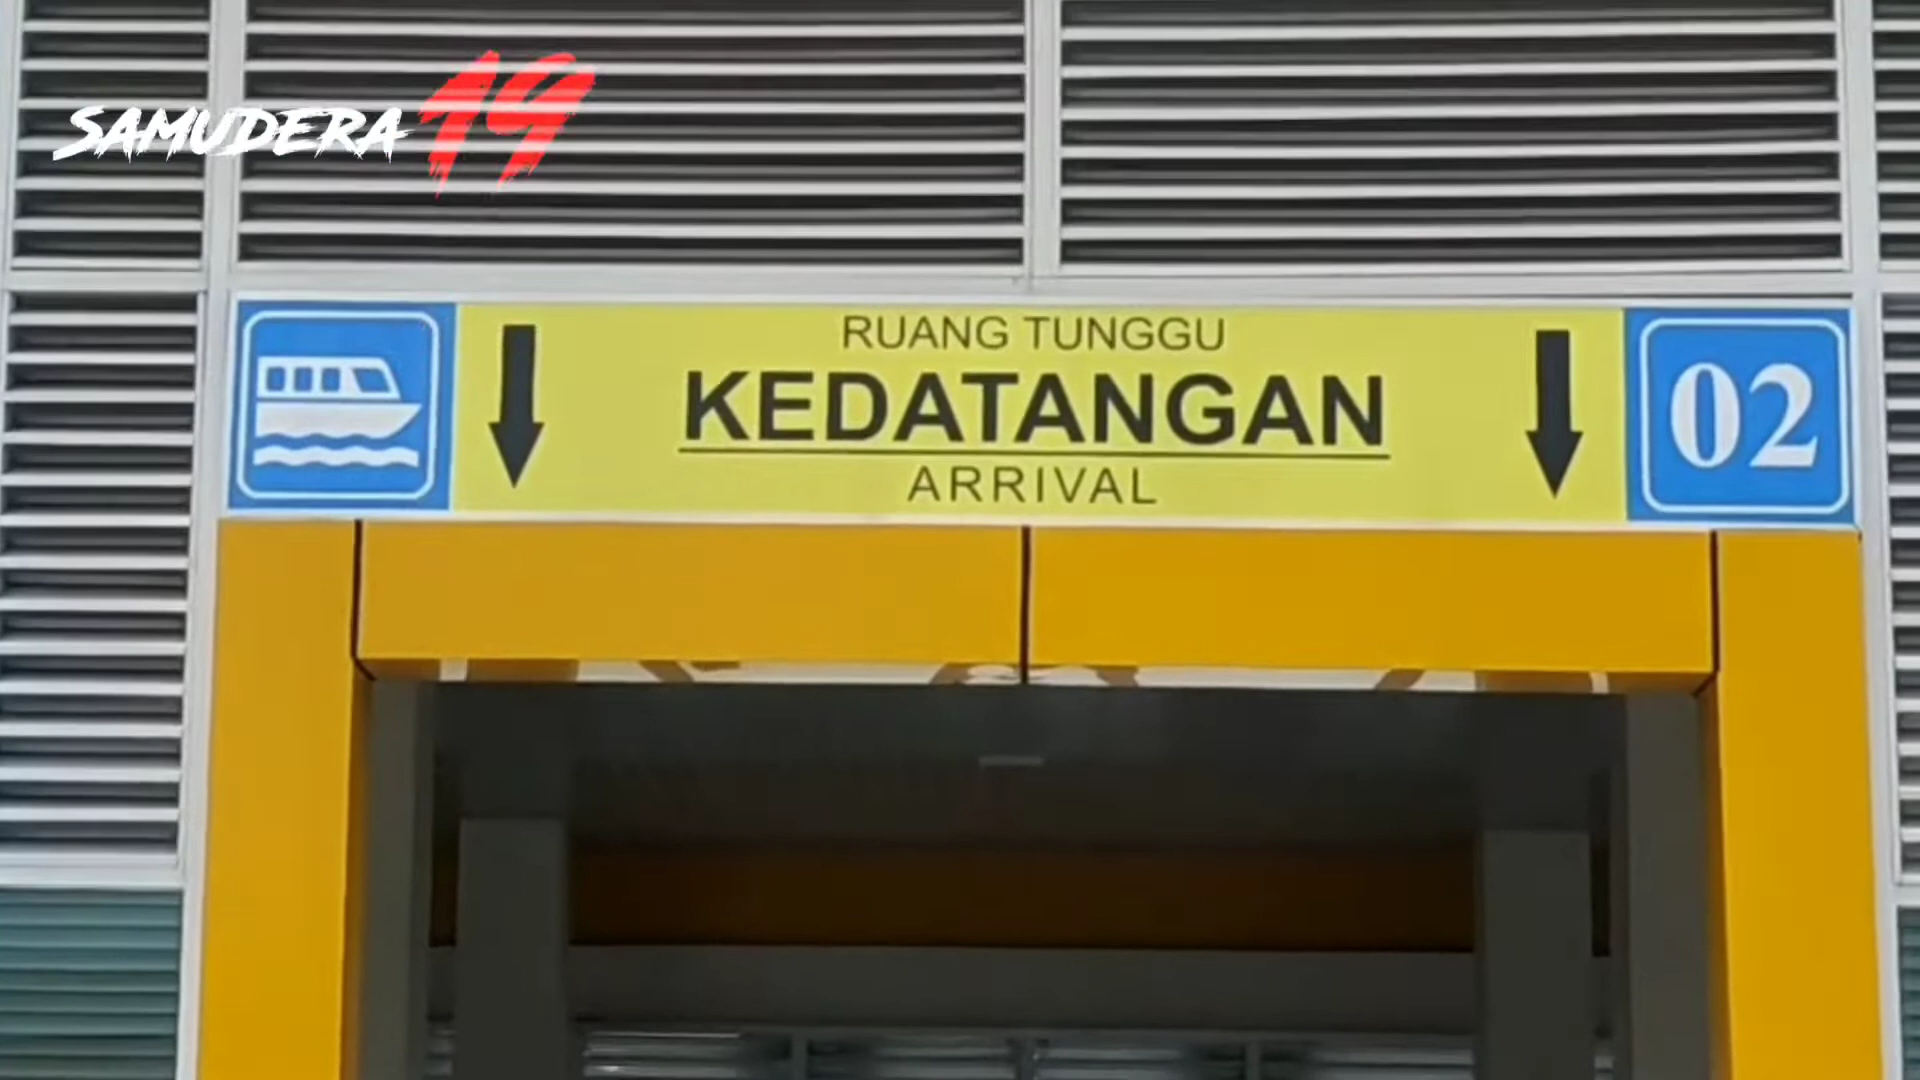 SAMUDERA 19
RUANG TUNGGU
KEDATANGAN
ARRIVAL
02